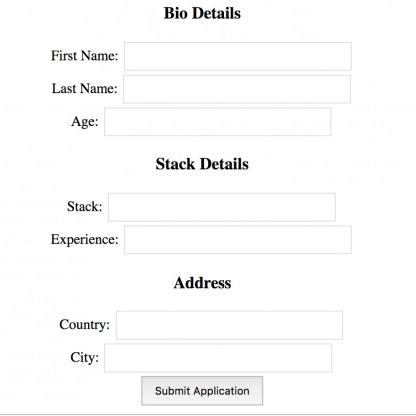 Bio Details
First Name:
Last Name:
Age:
Stack Details
Stack:
Experience:
Address
Country:
City:
Submit Application